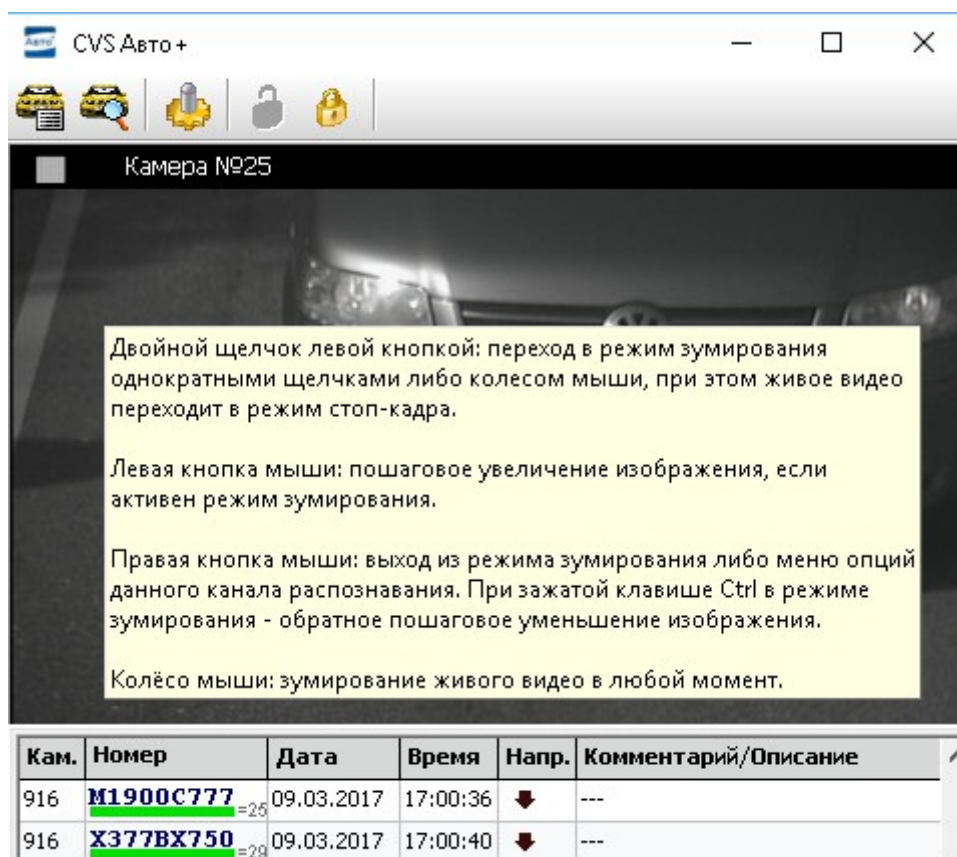 Авто
CVS Авто +
Камера №25
Двойной щелчок левой кнопкой: переход в режим зумирования
однократными щелчками либо колесом мыши, при этом живое видео
переходит в режим стоп-кадра.
Левая кнопка мыши: пошаговое увеличение изображения, если
активен режим зумирования.
Правая кнопка мыши: выход из режима зумирования либо меню опций
данного канала распознавания. При зажатой клавише Ctrl в режиме
зумирования - обратное пошаговое уменьшение изображения.
Колёсо мыши: зумирование живого видео в любой момент.
Кам. Номер Дата Время Напр. Комментарий/Описание
916 М190ОС777 =25 09.03.2017 17:00:36 ---
916 Х377ВХ750 =29 09.03.2017 17:00:40 ---